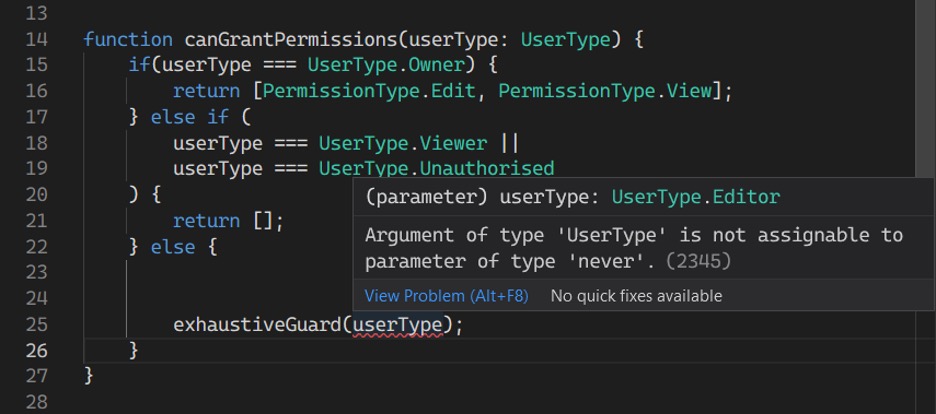 13
14 function canGrantPermissions(userType: UserType) {
15 if(userType === UserType.Owner) {
16 return [PermissionType.Edit, PermissionType.View];
17 } else if (
18 userType === UserType.Viewer ||
19 userType === UserType.Unauthorised
20 ) {
(parameter) userType: UserType.Editor
21 return [];
Argument of type 'UserType' is not assignable to
22 } else {
parameter of type 'never'. (2345)
23
24
View Problem (Alt+F8) No quick fixes available
25 exhaustiveGuard(userType);
26 }
27 }
28